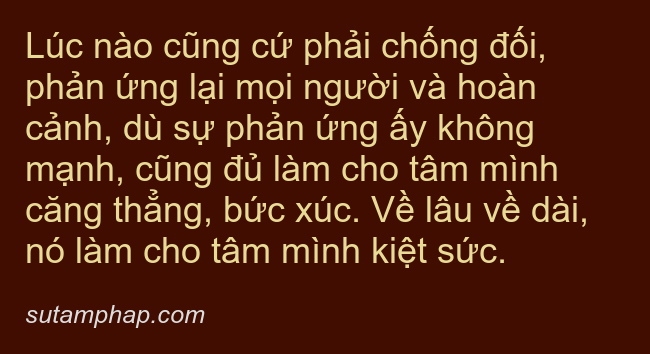 Lúc nào cũng cứ phải chống đối,
phản ứng lại mọi người và hoàn
cảnh, dù sự phản ứng ấy không
mạnh, cũng đủ làm cho tâm mình
căng thẳng, bức xúc. Về lâu về dài,
nó làm cho tâm mình kiệt sức.
sutamphap.com